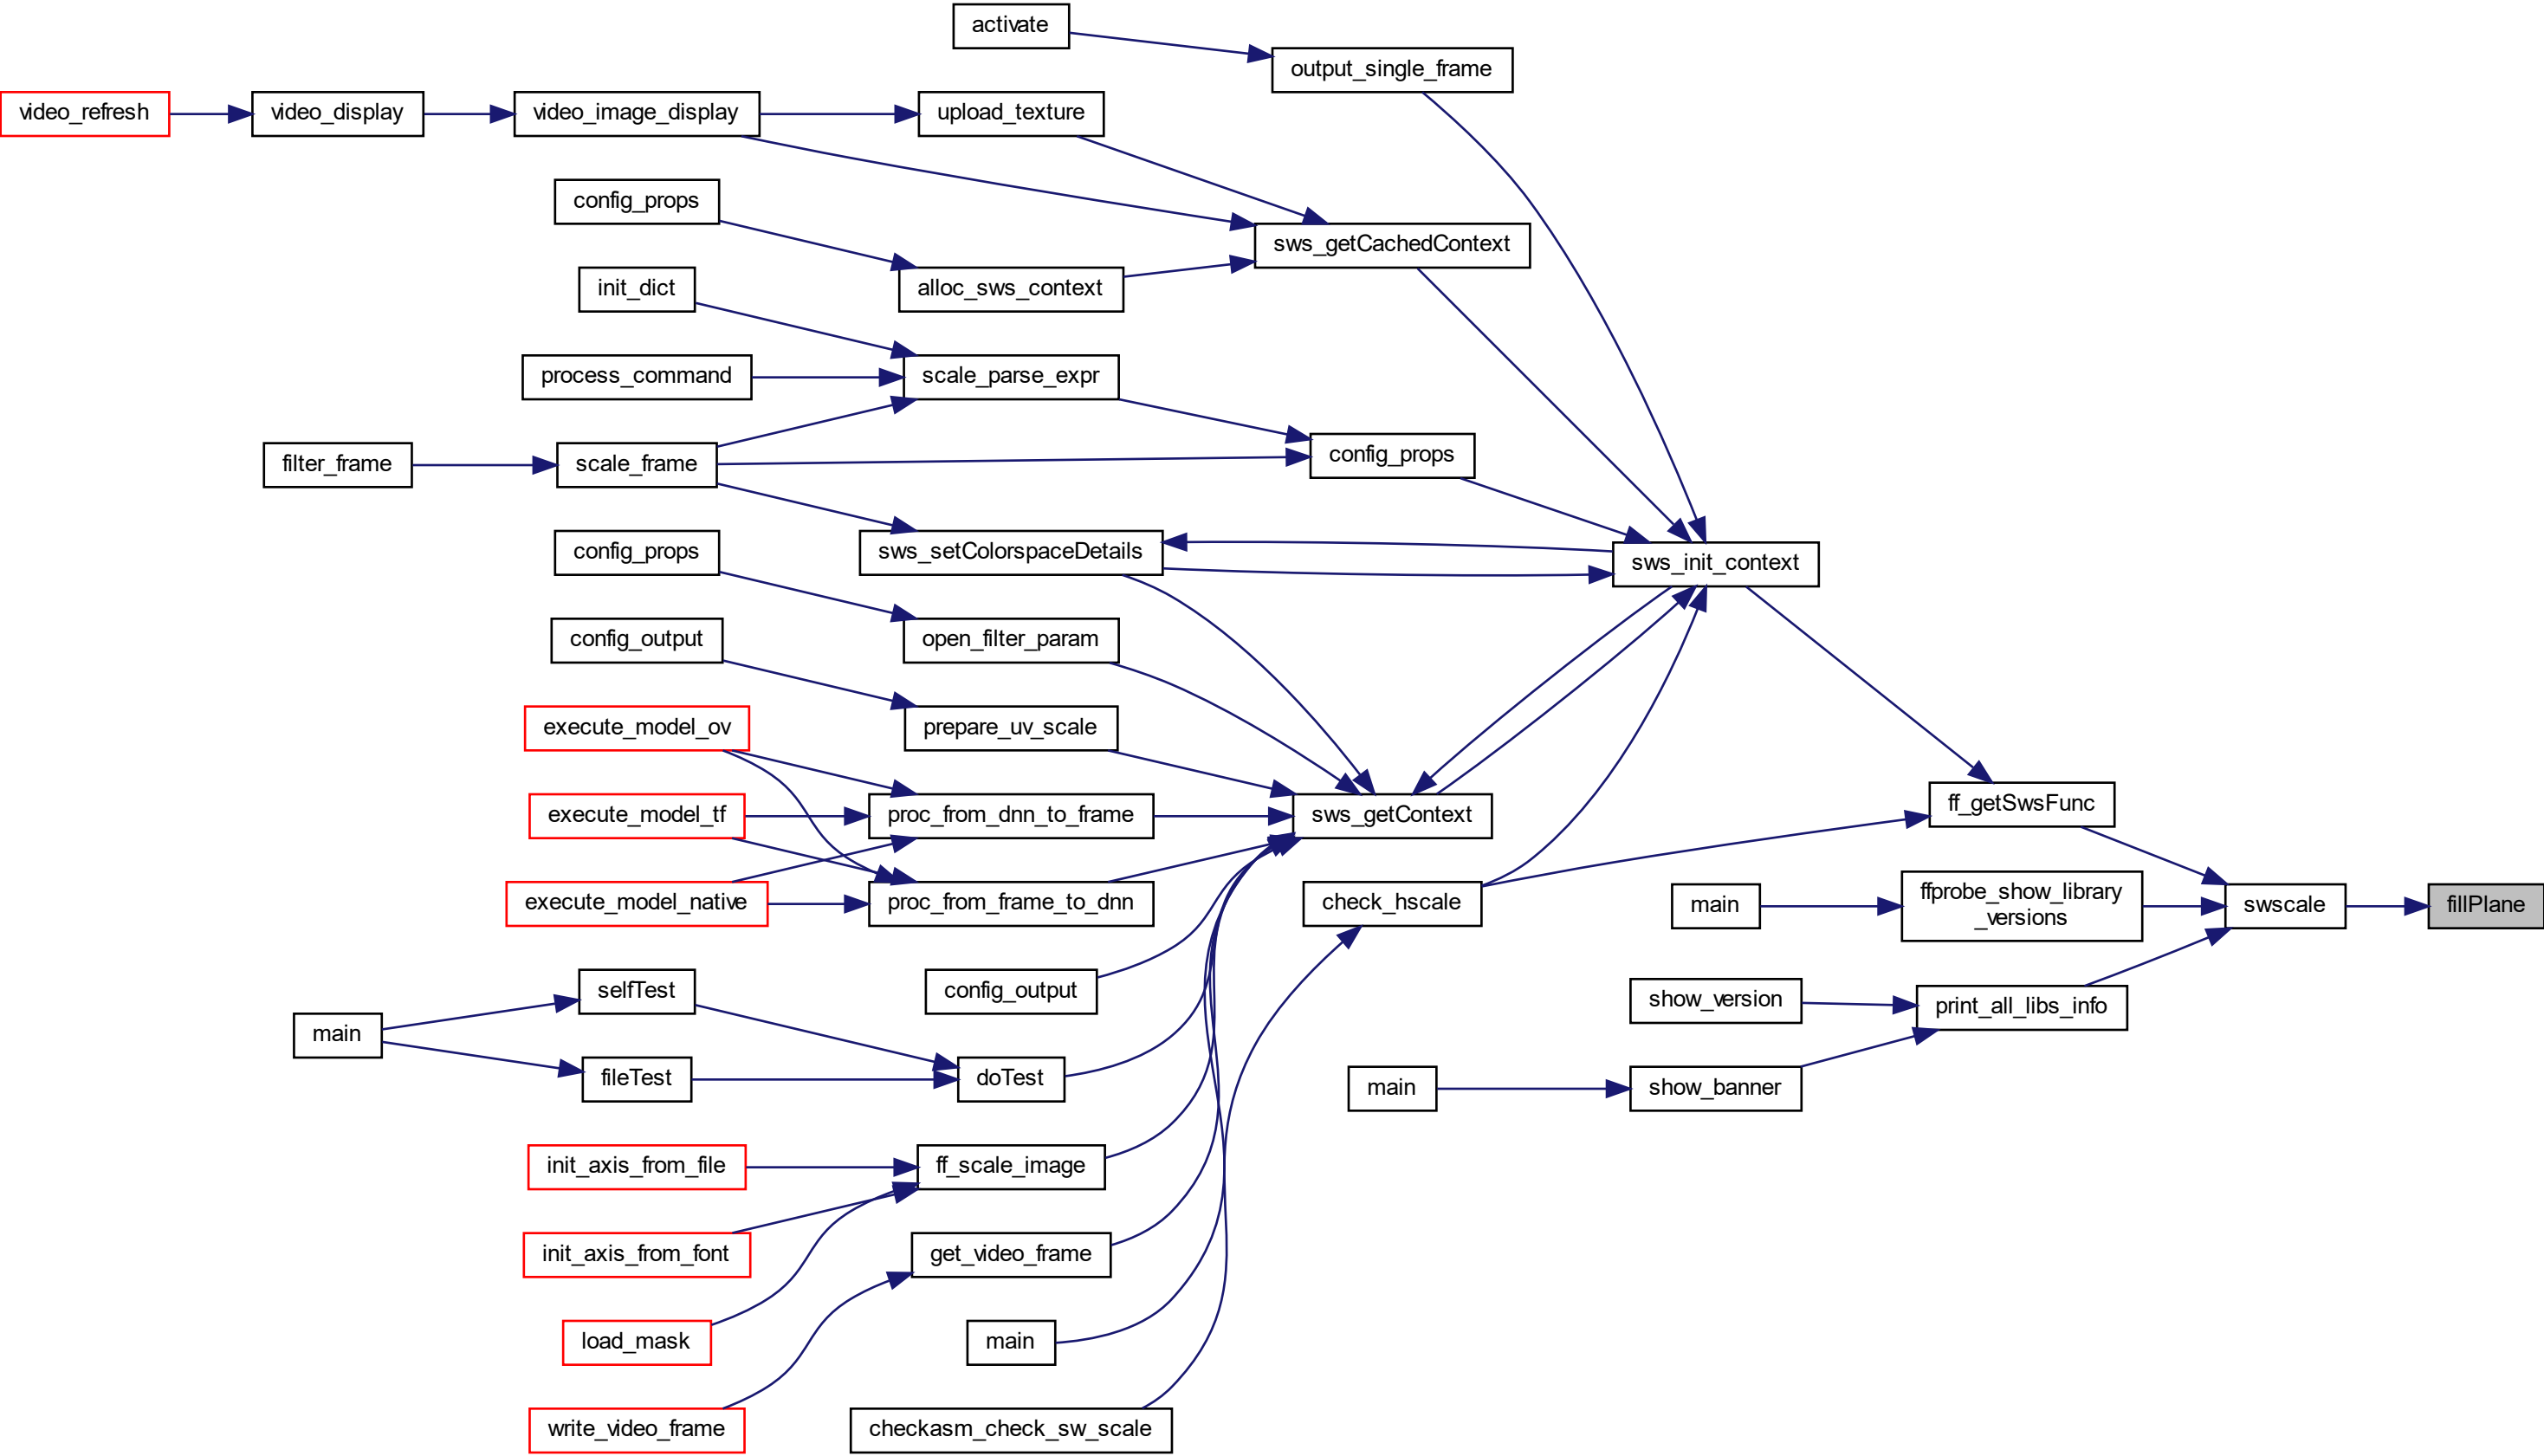 activate
output_single_frame
video_refresh
video_display
video_image_display
upload_texture
config_props
sws_getCachedContext
init_dict
alloc_sws_context
process_command
scale_parse_expr
filter_frame
scale_frame
config_props
config_props
sws_setColorspaceDetails
sws_init_context
config_output
open_filter_param
execute_model_ov
prepare_uv_scale
execute_model_tf
proc_from_dnn_to_frame
sws_getContext
ff_getSwsFunc
execute_model_native
proc_from_frame_to_dnn
check_hscale
main
ffprobe_show_library
_versions
swscale
fillPlane
selfTest
config_output
show_version
print_all_libs_info
main
fileTest
doTest
main
show_banner
init_axis_from_file
ff_scale_image
init_axis_from_font
get_video_frame
load_mask
main
write_video_frame
checkasm_check_sw_scale